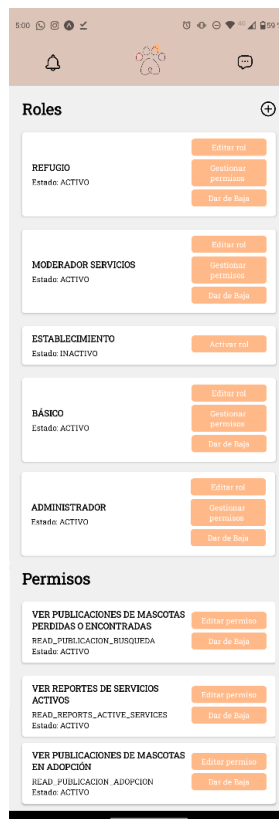 5:00
4G
59
Roles
REFUGIO
Estado: ACTIVO
Editar rol
Gestionar
permisos
Dar de Baja
MODERADOR SERVICIOS
Estado: ACTIVO
Editar rol
Gestionar
permisos
Dar de Baja
ESTABLECIMIENTO
Estado: INACTIVO
Activar rol
BÁSICO
Estado: ACTIVO
Editar rol
Gestionar
permisos
Dar de Baja
ADMINISTRADOR
Estado: ACTIVO
Editar rol
Gestionar
permisos
Dar de Baja
Permisos
VER PUBLICACIONES DE MASCOTAS
PERDIDAS O ENCONTRADAS
READ_PUBLICACION_BUSQUEDA
Estado: ACTIVO
Editar permiso
Dar de Baja
VER REPORTES DE SERVICIOS
ACTIVOS
READ_REPORTS_ACTIVE_SERVICES
Estado: ACTIVO
Editar permiso
Dar de Baja
VER PUBLICACIONES DE MASCOTAS
EN ADOPCIÓN
READ_PUBLICACION_ADOPCION
Estado: ACTIVO
Editar permiso
Dar de Baja